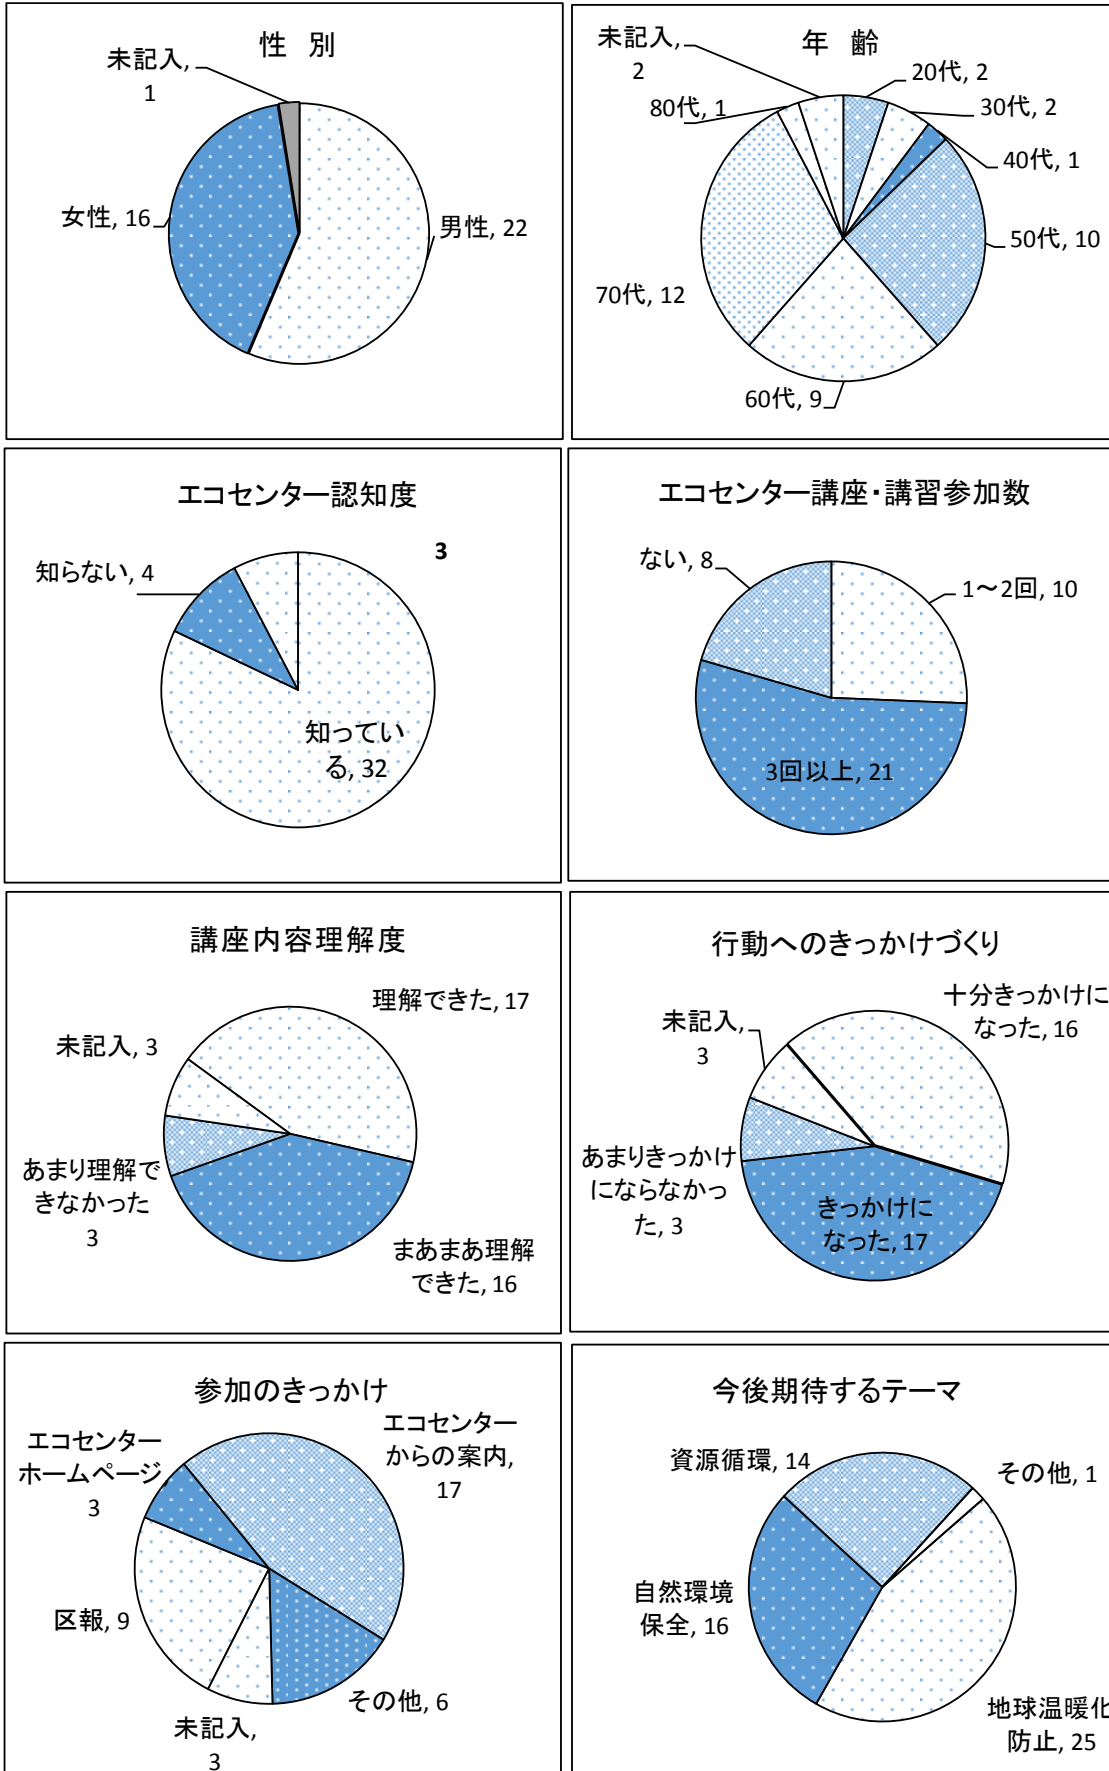 性 別
未記入,
1
女性, 16
男性, 22
年 齢
未記入,
2
20代, 2
80代, 1
30代, 2
40代, 1
50代, 10
70代, 12
60代, 9
エコセンター認知度
3
知らない, 4
知ってい
る, 32
エコセンター講座・講習参加数
ない, 8
1～2回, 10
3回以上, 21
講座内容理解度
理解できた, 17
未記入, 3
あまり理解で
きなかった
3
まあまあ理解
できた, 16
行動へのきっかけづくり
十分きっかけに
なった, 16
未記入,
3
あまりきっかけ
にならなかっ
た, 3
きっかけに
なった, 17
参加のきっかけ
エコセンター
ホームページ,
3
エコセンター
からの案内,
17
区報, 9
その他, 6
未記入,
3
今後期待するテーマ
資源循環, 14
その他, 1
自然環境
保全, 16
地球温暖化
防止, 25